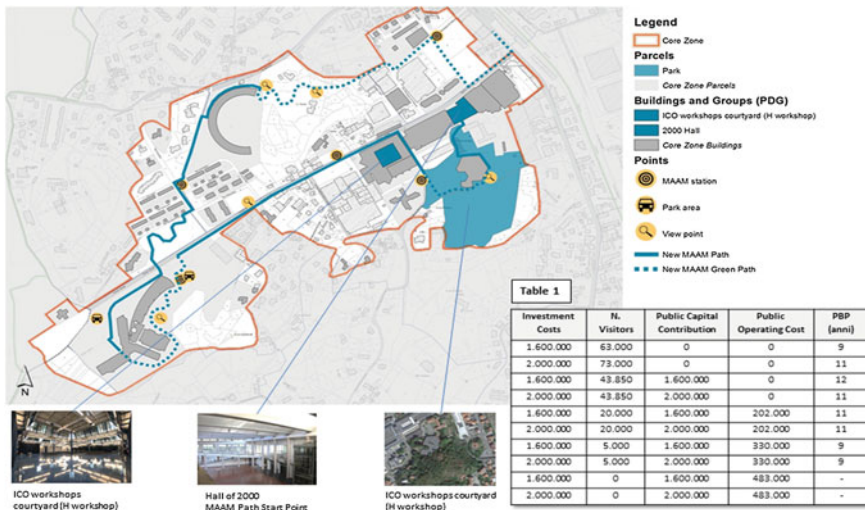 Legend
Core Zone
Parcels
Park
Core Zone Parcels
Buildings and Groups (PDG)
ICO workshops courtyard (H workshop)
2000 Hall
Core Zone Buildings
Points
MAAM station
Park area
View point
New MAAM Path
New MAAM Green Path
N
Table 1
Investment Costs | N. Visitors | Public Capital Contribution | Public Operating Cost | PBP (anni)
1.600.000 | 63.000 | 0 | 0 | 9
2.000.000 | 73.000 | 0 | 0 | 11
1.600.000 | 43.850 | 1.600.000 | 0 | 12
2.000.000 | 43.850 | 2.000.000 | 0 | 11
1.600.000 | 20.000 | 1.600.000 | 202.000 | 11
2.000.000 | 20.000 | 2.000.000 | 202.000 | 11
1.600.000 | 5.000 | 1.600.000 | 330.000 | 9
2.000.000 | 5.000 | 2.000.000 | 330.000 | 9
1.600.000 | 0 | 1.600.000 | 483.000 | -
2.000.000 | 0 | 2.000.000 | 483.000 | -
ICO workshops
courtyard (H workshop)
Hall of 2000
MAAM Path Start Point
ICO workshops courtyard
(H workshop)